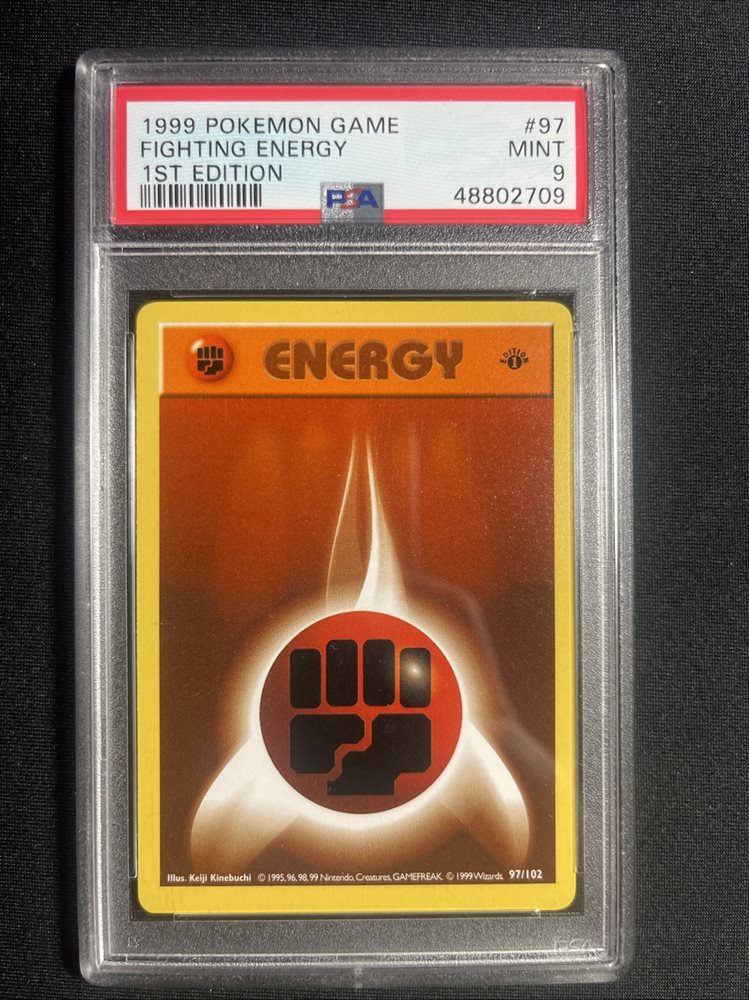 1999 POKEMON GAME #97
FIGHTING ENERGY MINT
1ST EDITION 9
PSA 48802709
ENERGY
EDITION
1
Illus. Keiji Kinebuchi © 1995, 96, 98, 99 Nintendo, Creatures, GAMEFREAK. © 1999 Wizards. 97/102
PSA